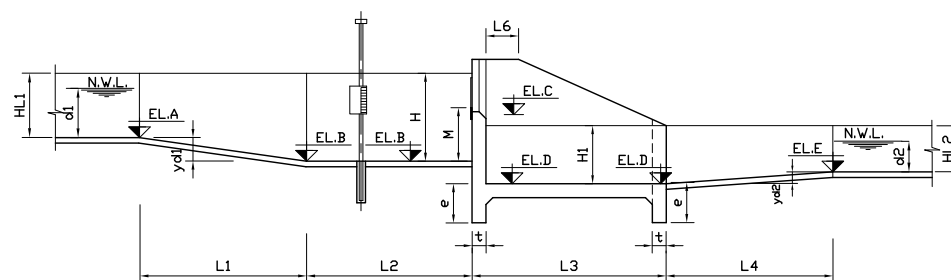 L6
N.W.L.
HL1
d1
EL.A
yd1
EL.B
EL.B
H
M
EL.C
EL.D
H1
EL.D
N.W.L.
EL.E
d2
HL2
yd2
e
e
t
t
L1
L2
L3
L4